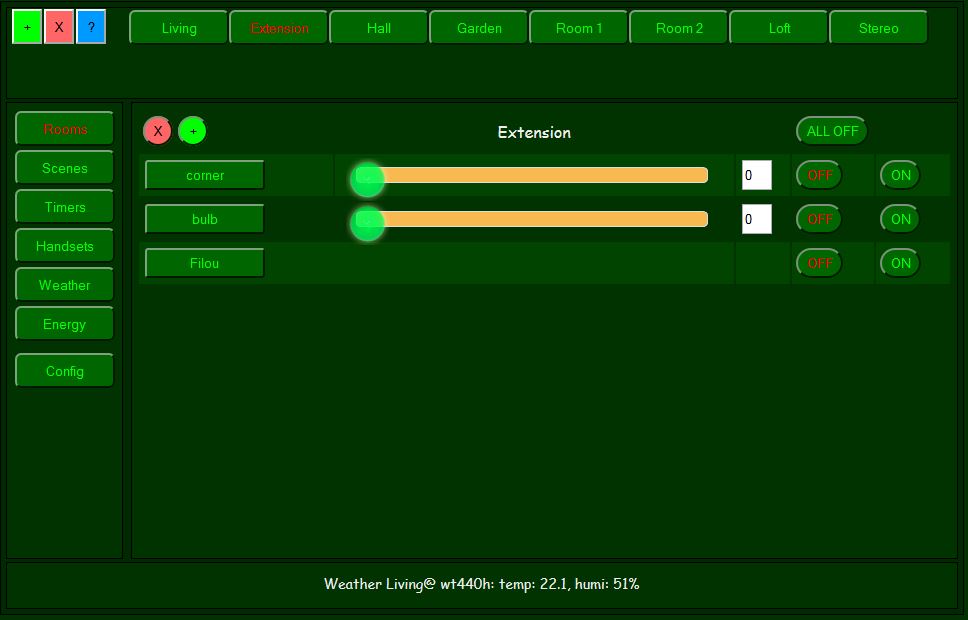 + X ? Living Extension Hall Garden Room 1 Room 2 Loft Stereo
Rooms
Scenes
Timers
Handsets
Weather
Energy
Config
X + Extension ALL OFF
corner 0 OFF ON
bulb 0 OFF ON
Filou OFF ON
Weather Living@ wt440h: temp: 22.1, humi: 51%